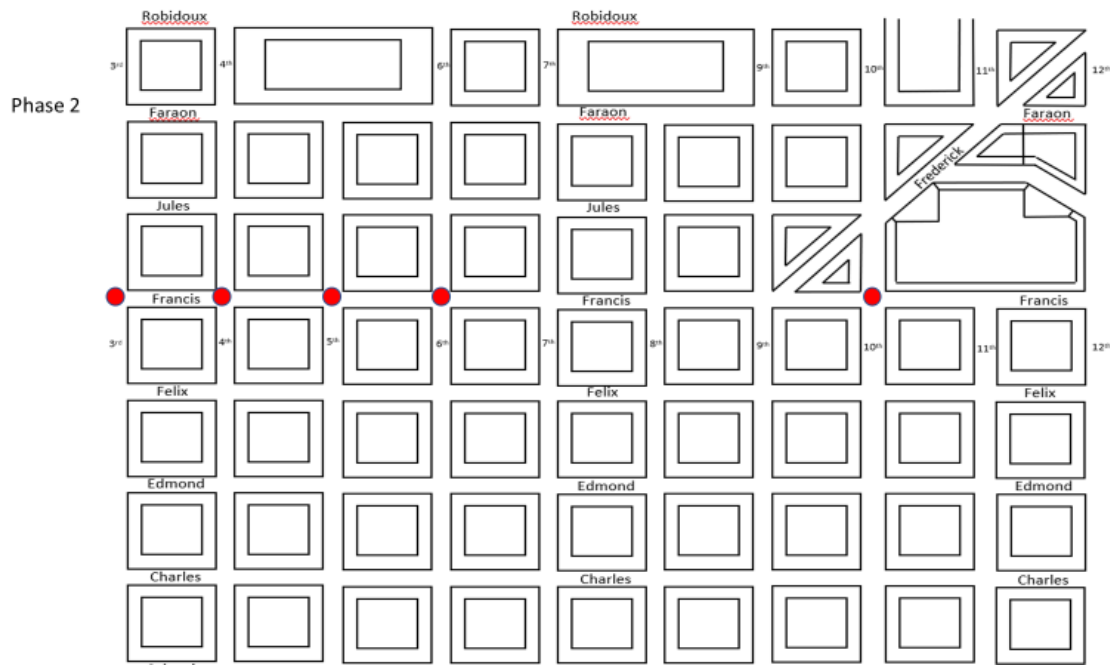 Robidoux Robidoux
3rd 4th 6th 7th 9th 10th 11th 12th
Phase 2
Faraon Faraon Faraon
Frederick
Jules Jules
Francis Francis Francis
3rd 4th 5th 6th 7th 8th 9th 10th 11th 12th
Felix Felix Felix
Edmond Edmond Edmond
Charles Charles Charles